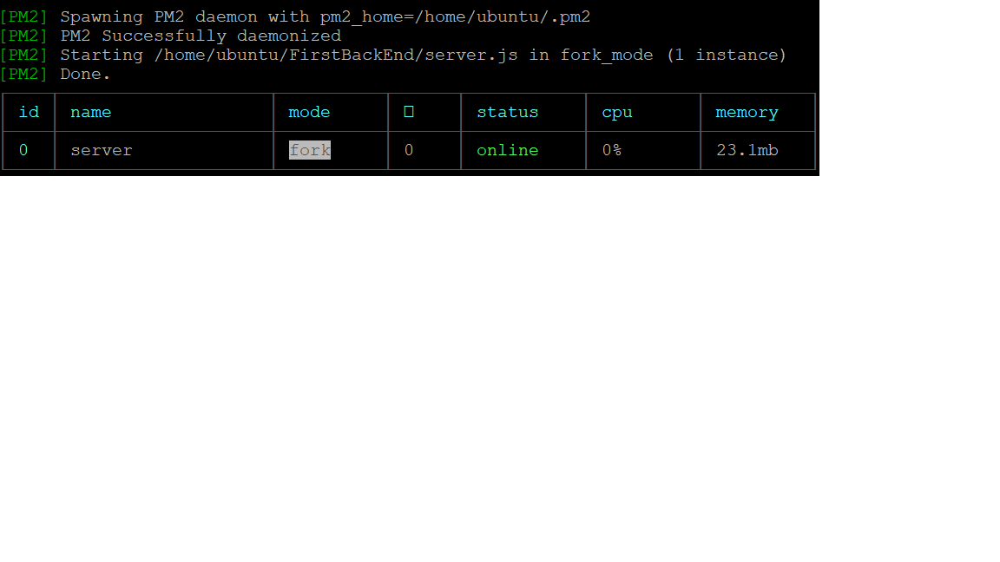 [PM2] Spawning PM2 daemon with pm2_home=/home/ubuntu/.pm2
[PM2] PM2 Successfully daemonized
[PM2] Starting /home/ubuntu/FirstBackEnd/server.js in fork_mode (1 instance)
[PM2] Done.
id name mode □ status cpu memory
0 server fork 0 online 0% 23.1mb